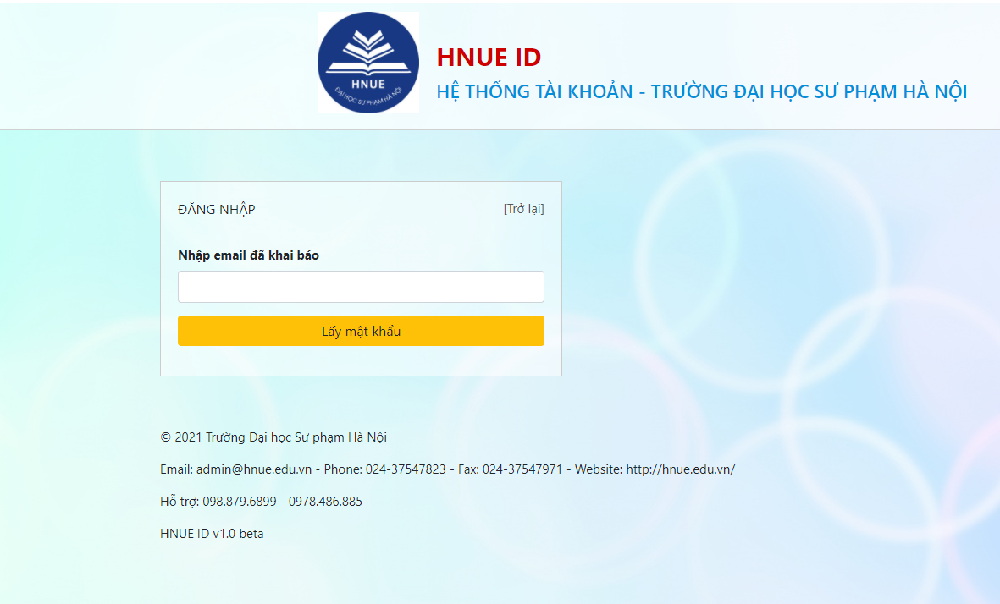 HNUE
ĐẠI HỌC SƯ PHẠM HÀ NỘI
HNUE ID
HỆ THỐNG TÀI KHOẢN - TRƯỜNG ĐẠI HỌC SƯ PHẠM HÀ NỘI
ĐĂNG NHẬP [Trở lại]
Nhập email đã khai báo
Lấy mật khẩu
© 2021 Trường Đại học Sư phạm Hà Nội
Email: admin@hnue.edu.vn - Phone: 024-37547823 - Fax: 024-37547971 - Website: http://hnue.edu.vn/
Hỗ trợ: 098.879.6899 - 0978.486.885
HNUE ID v1.0 beta